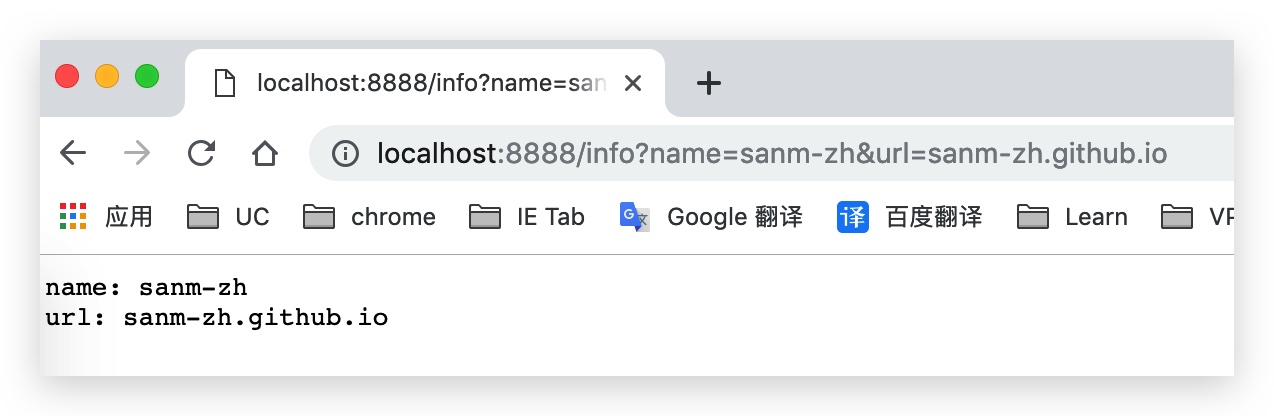 localhost:8888/info?name=san
localhost:8888/info?name=sanm-zh&url=sanm-zh.github.io
应用 UC chrome IE Tab Google 翻译 译 百度翻译 Learn
name: sanm-zh
url: sanm-zh.github.io